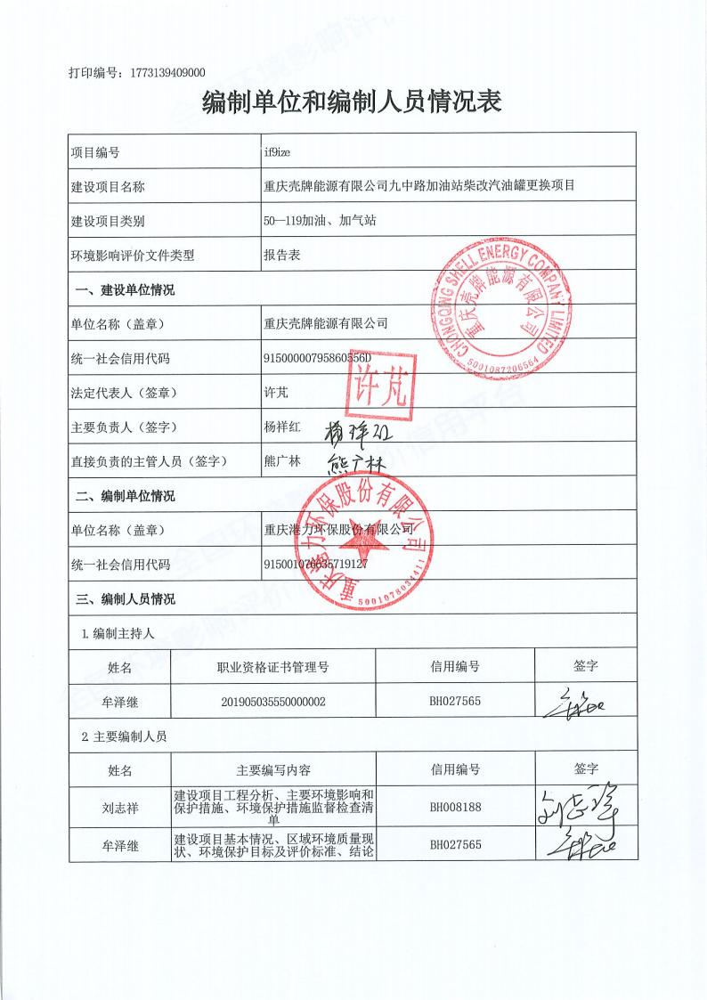 打印编号：1773139409000
编制单位和编制人员情况表
项目编号 if9ize
建设项目名称 重庆壳牌能源有限公司九中路加油站柴改汽油罐更换项目
建设项目类别 50—119加油、加气站
环境影响评价文件类型 报告表
一、建设单位情况
单位名称（盖章） 重庆壳牌能源有限公司
统一社会信用代码 91500000795860556D
法定代表人（签章） 许芃
主要负责人（签字） 杨祥红 杨祥红
直接负责的主管人员（签字） 熊广林 熊广林
二、编制单位情况
单位名称（盖章） 重庆港力环保股份有限公司
统一社会信用代码 915001070035719127
三、编制人员情况
1.编制主持人
姓名 职业资格证书管理号 信用编号 签字
牟泽继 201905035550000002 BH027565
2.主要编制人员
姓名 主要编写内容 信用编号 签字
刘志祥 建设项目工程分析、主要环境影响和
保护措施、环境保护措施监督检查清
单 BH008188 刘志祥
牟泽继 建设项目基本情况、区域环境质量现
状、环境保护目标及评价标准、结论 BH027565
CHONGQING SHELL ENERGY COMPANY LIMITED
重庆壳牌能源有限公司
5001087206564
许芃
重庆港力环保股份有限公司
5001078034411